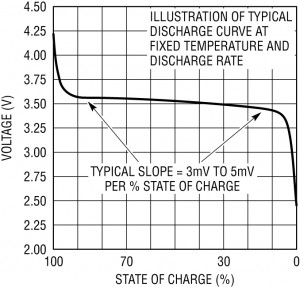 ILLUSTRATION OF TYPICAL
DISCHARGE CURVE AT
FIXED TEMPERATURE AND
DISCHARGE RATE
4.50
4.25
4.00
3.75
3.50
3.25
3.00
2.75
2.50
2.25
2.00
VOLTAGE (V)
TYPICAL SLOPE = 3mV TO 5mV
PER % STATE OF CHARGE
100
70
30
0
STATE OF CHARGE (%)